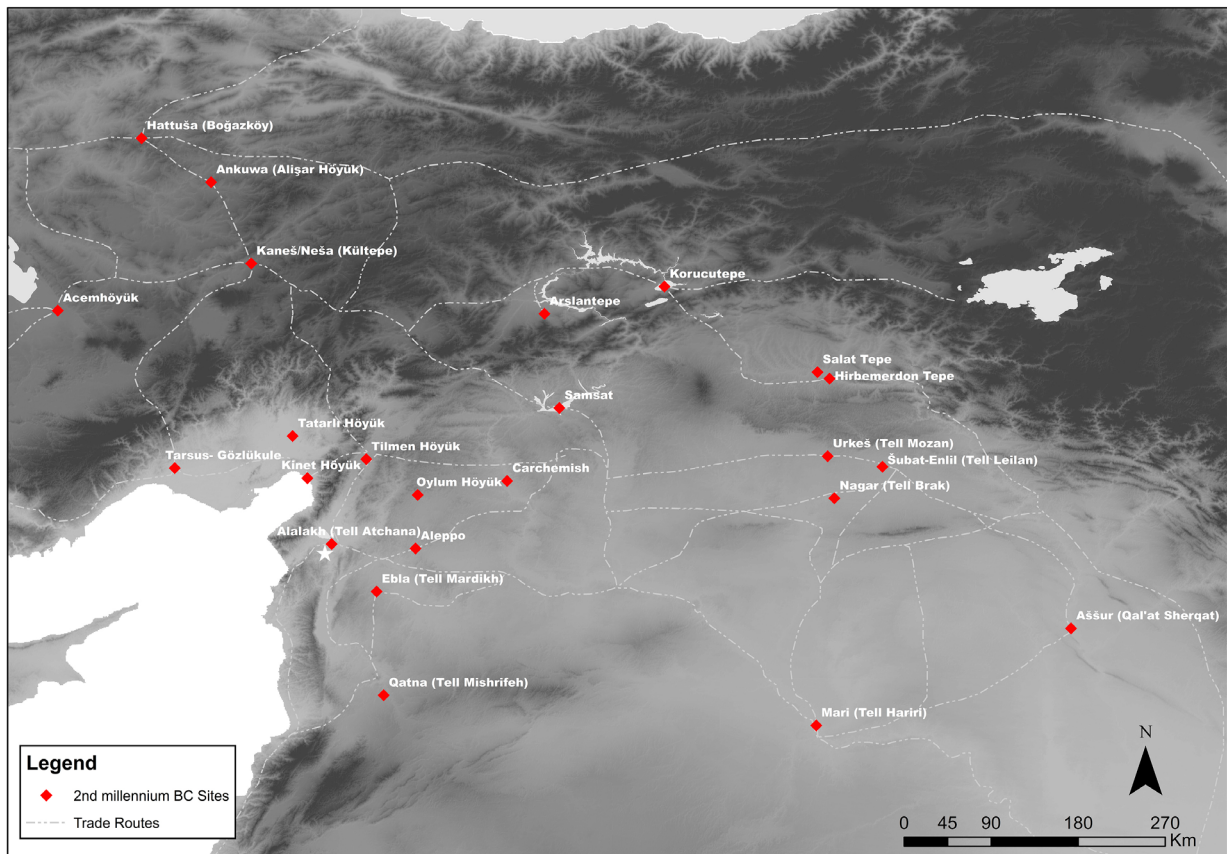 Hattuša (Boğazköy)
Ankuwa (Alişar Höyük)
Kaneš/Neša (Kültepe)
Korucutepe
Acemhöyük
Arslantepe
Salat Tepe
Hirbemerdon Tepe
Samsat
Tatarlı Höyük
Tilmen Höyük
Urkeš (Tell Mozan)
Tarsus- Gözlükule
Kinet Höyük
Carchemish
Šubat-Enlil (Tell Leilan)
Oylum Höyük
Nagar (Tell Brak)
Alalakh (Tell Atchana)
Aleppo
Ebla (Tell Mardikh)
Aššur (Qal'at Sherqat)
Qatna (Tell Mishrifeh)
Mari (Tell Hariri)
N
Legend
2nd millennium BC Sites
Trade Routes
0 45 90 180 270
Km